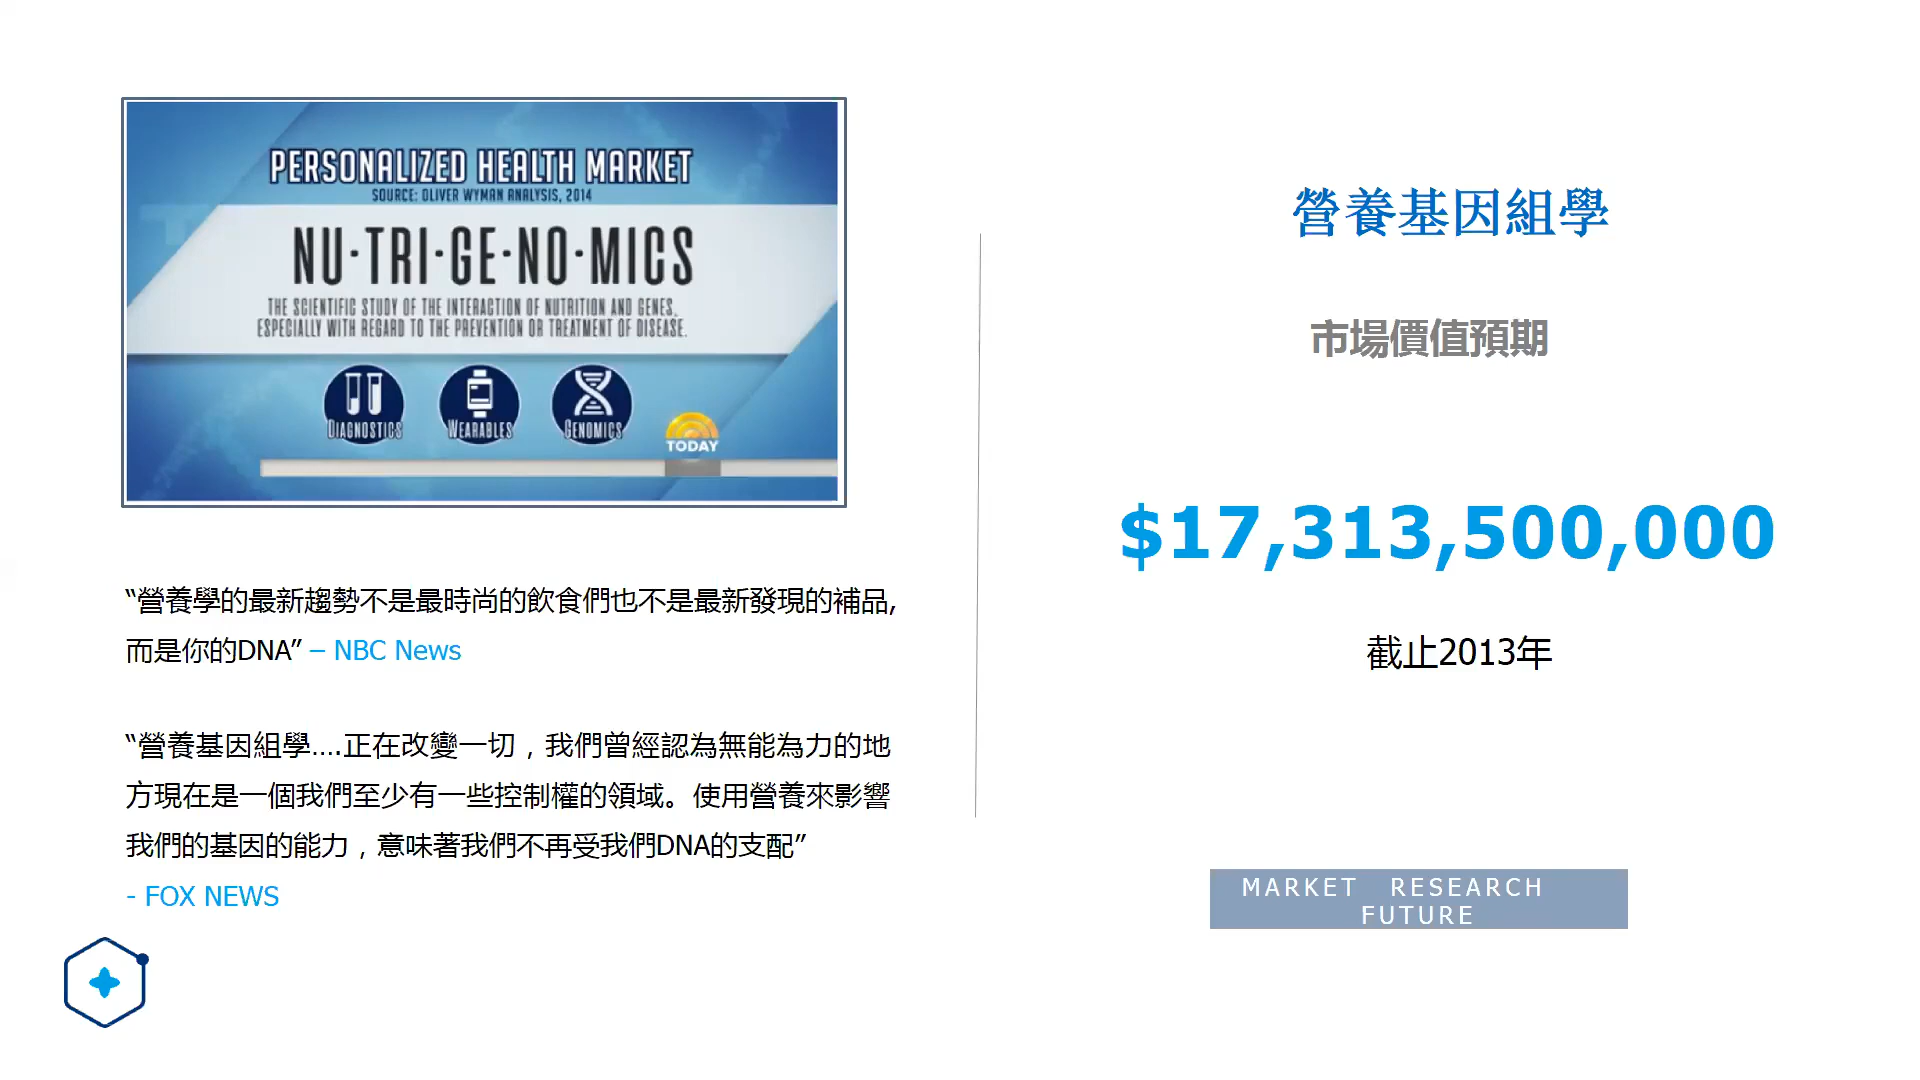 PERSONALIZED HEALTH MARKET
SOURCE: OLIVER WYMAN ANALYSIS, 2014
NU·TRI·GE·NO·MICS
THE SCIENTIFIC STUDY OF THE INTERACTION OF NUTRITION AND GENES,
ESPECIALLY WITH REGARD TO THE PREVENTION OR TREATMENT OF DISEASE.
DIAGNOSTICS
WEARABLES
GENOMICS
TODAY
“營養學的最新趨勢不是最時尚的飲食們也不是最新發現的補品,
而是你的DNA” – NBC News
“營養基因組學....正在改變一切，我們曾經認為無能為力的地
方現在是一個我們至少有一些控制權的領域。使用營養來影響
我們的基因的能力，意味著我們不再受我們DNA的支配”
- FOX NEWS
營養基因組學
市場價值預期
$17,313,500,000
截止2013年
MARKET RESEARCH
FUTURE